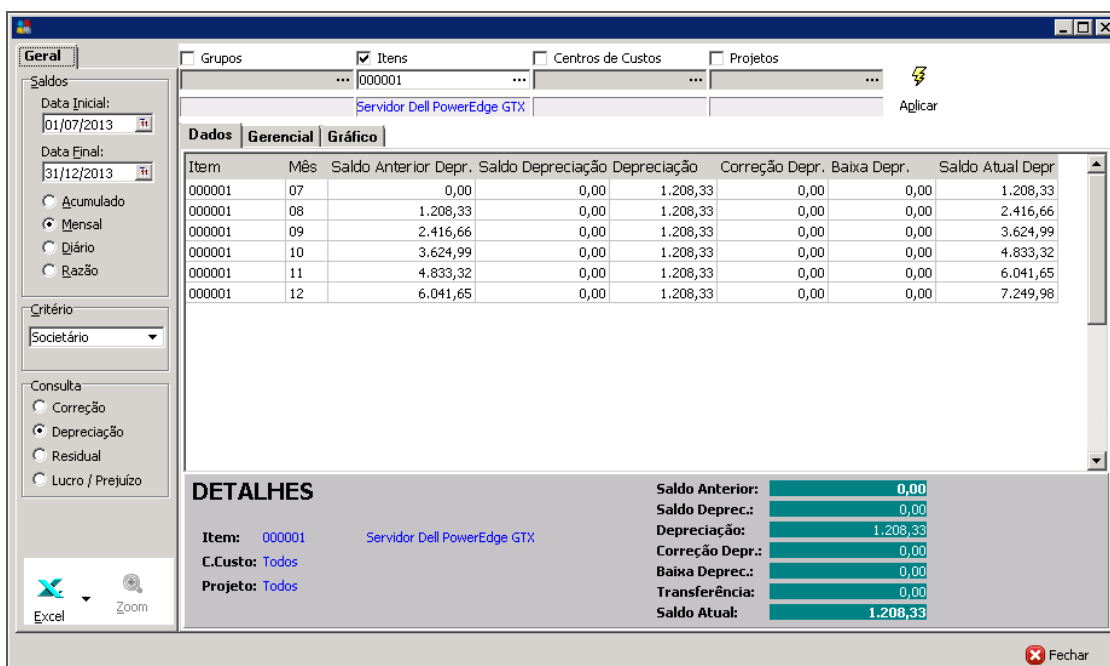 Geral
Saldos
Data Inicial:
01/07/2013
Data Final:
31/12/2013
Acumulado
Mensal
Diário
Razão
Critério
Societário
Consulta
Correção
Depreciação
Residual
Lucro / Prejuízo
Excel
Zoom
Grupos Itens Centros de Custos Projetos
... 000001 ... ... ...
Servidor Dell PowerEdge GTX
Aplicar
Dados Gerencial Gráfico
Item Mês Saldo Anterior Depr. Saldo Depreciação Depreciação Correção Depr. Baixa Depr. Saldo Atual Depr
000001 07 0,00 0,00 1.208,33 0,00 0,00 1.208,33
000001 08 1.208,33 0,00 1.208,33 0,00 0,00 2.416,66
000001 09 2.416,66 0,00 1.208,33 0,00 0,00 3.624,99
000001 10 3.624,99 0,00 1.208,33 0,00 0,00 4.833,32
000001 11 4.833,32 0,00 1.208,33 0,00 0,00 6.041,65
000001 12 6.041,65 0,00 1.208,33 0,00 0,00 7.249,98
DETALHES
Item: 000001 Servidor Dell PowerEdge GTX
C.Custo: Todos
Projeto: Todos
Saldo Anterior: 0,00
Saldo Deprec.: 0,00
Depreciação: 1.208,33
Correção Depr.: 0,00
Baixa Deprec.: 0,00
Transferência: 0,00
Saldo Atual: 1.208,33
Fechar